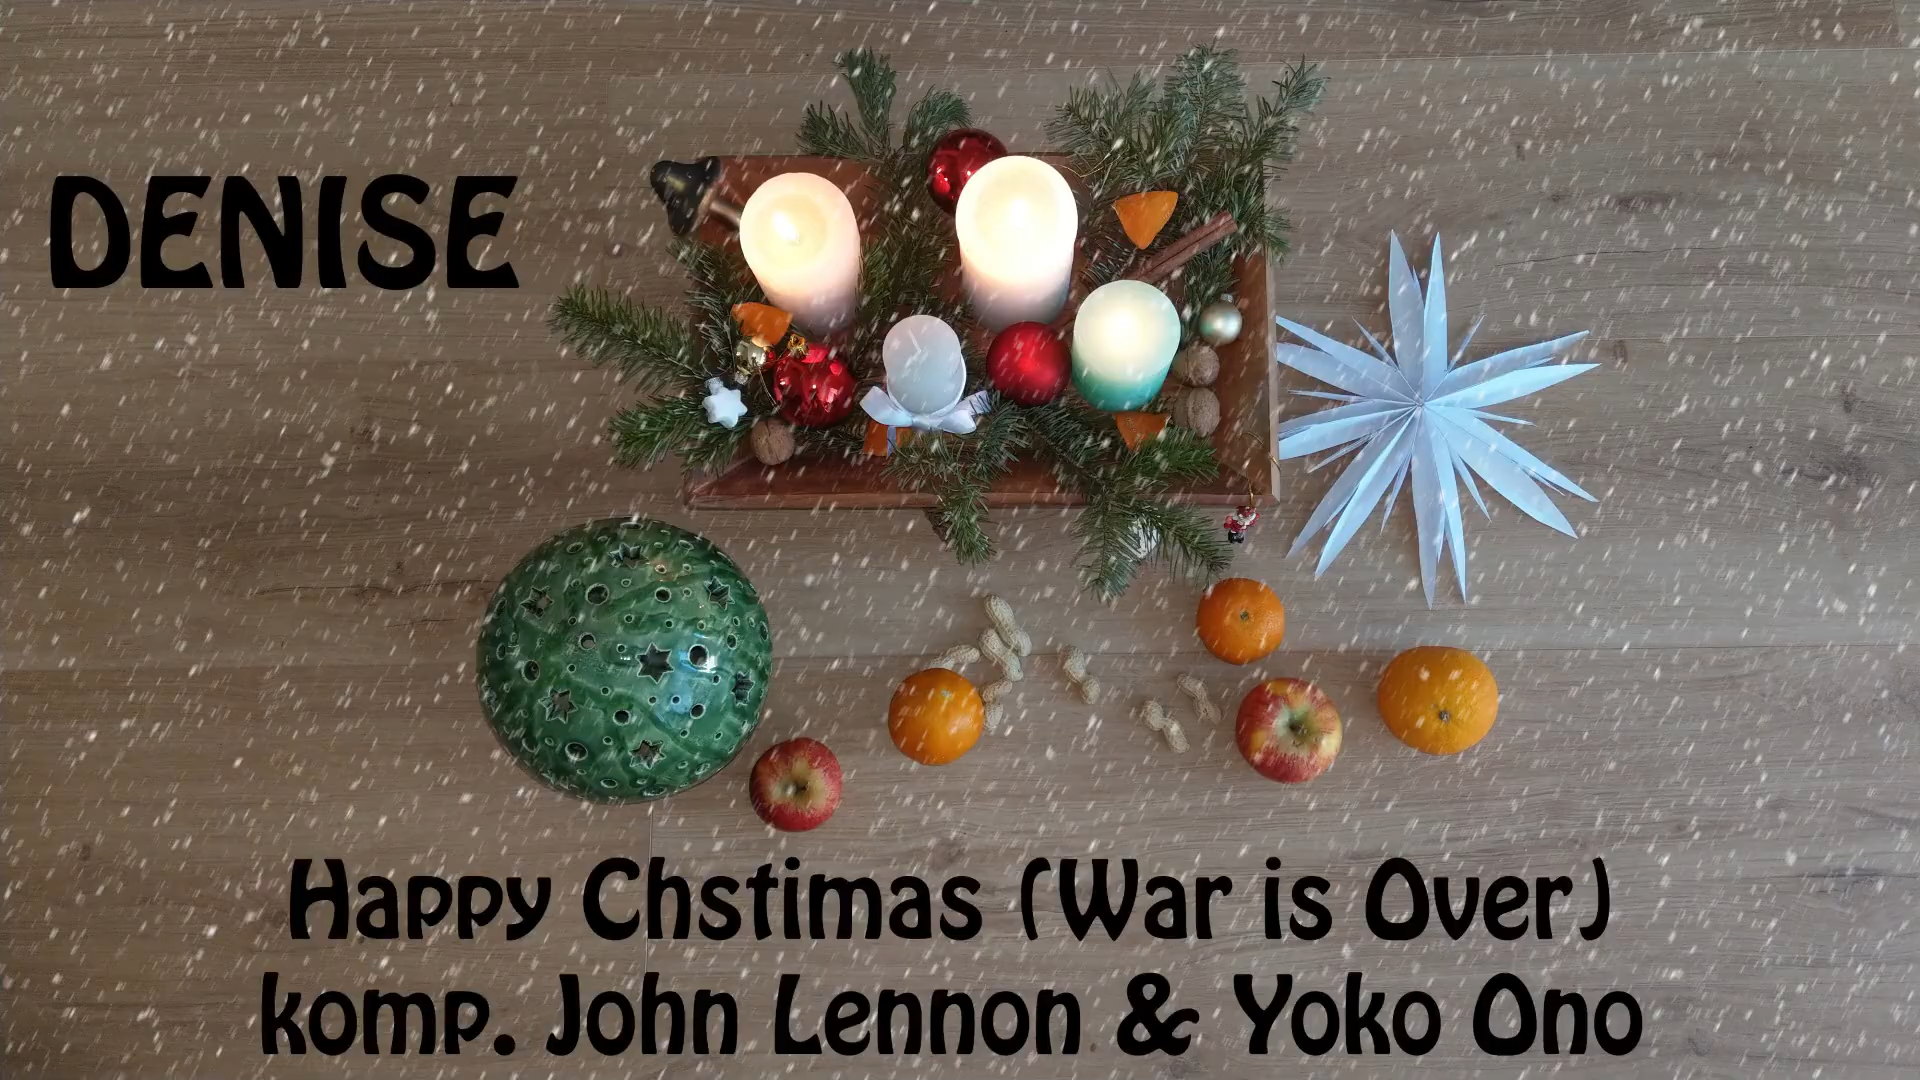 DENISE
Happy Chstimas (War is Over)
komp. John Lennon & Yoko Ono